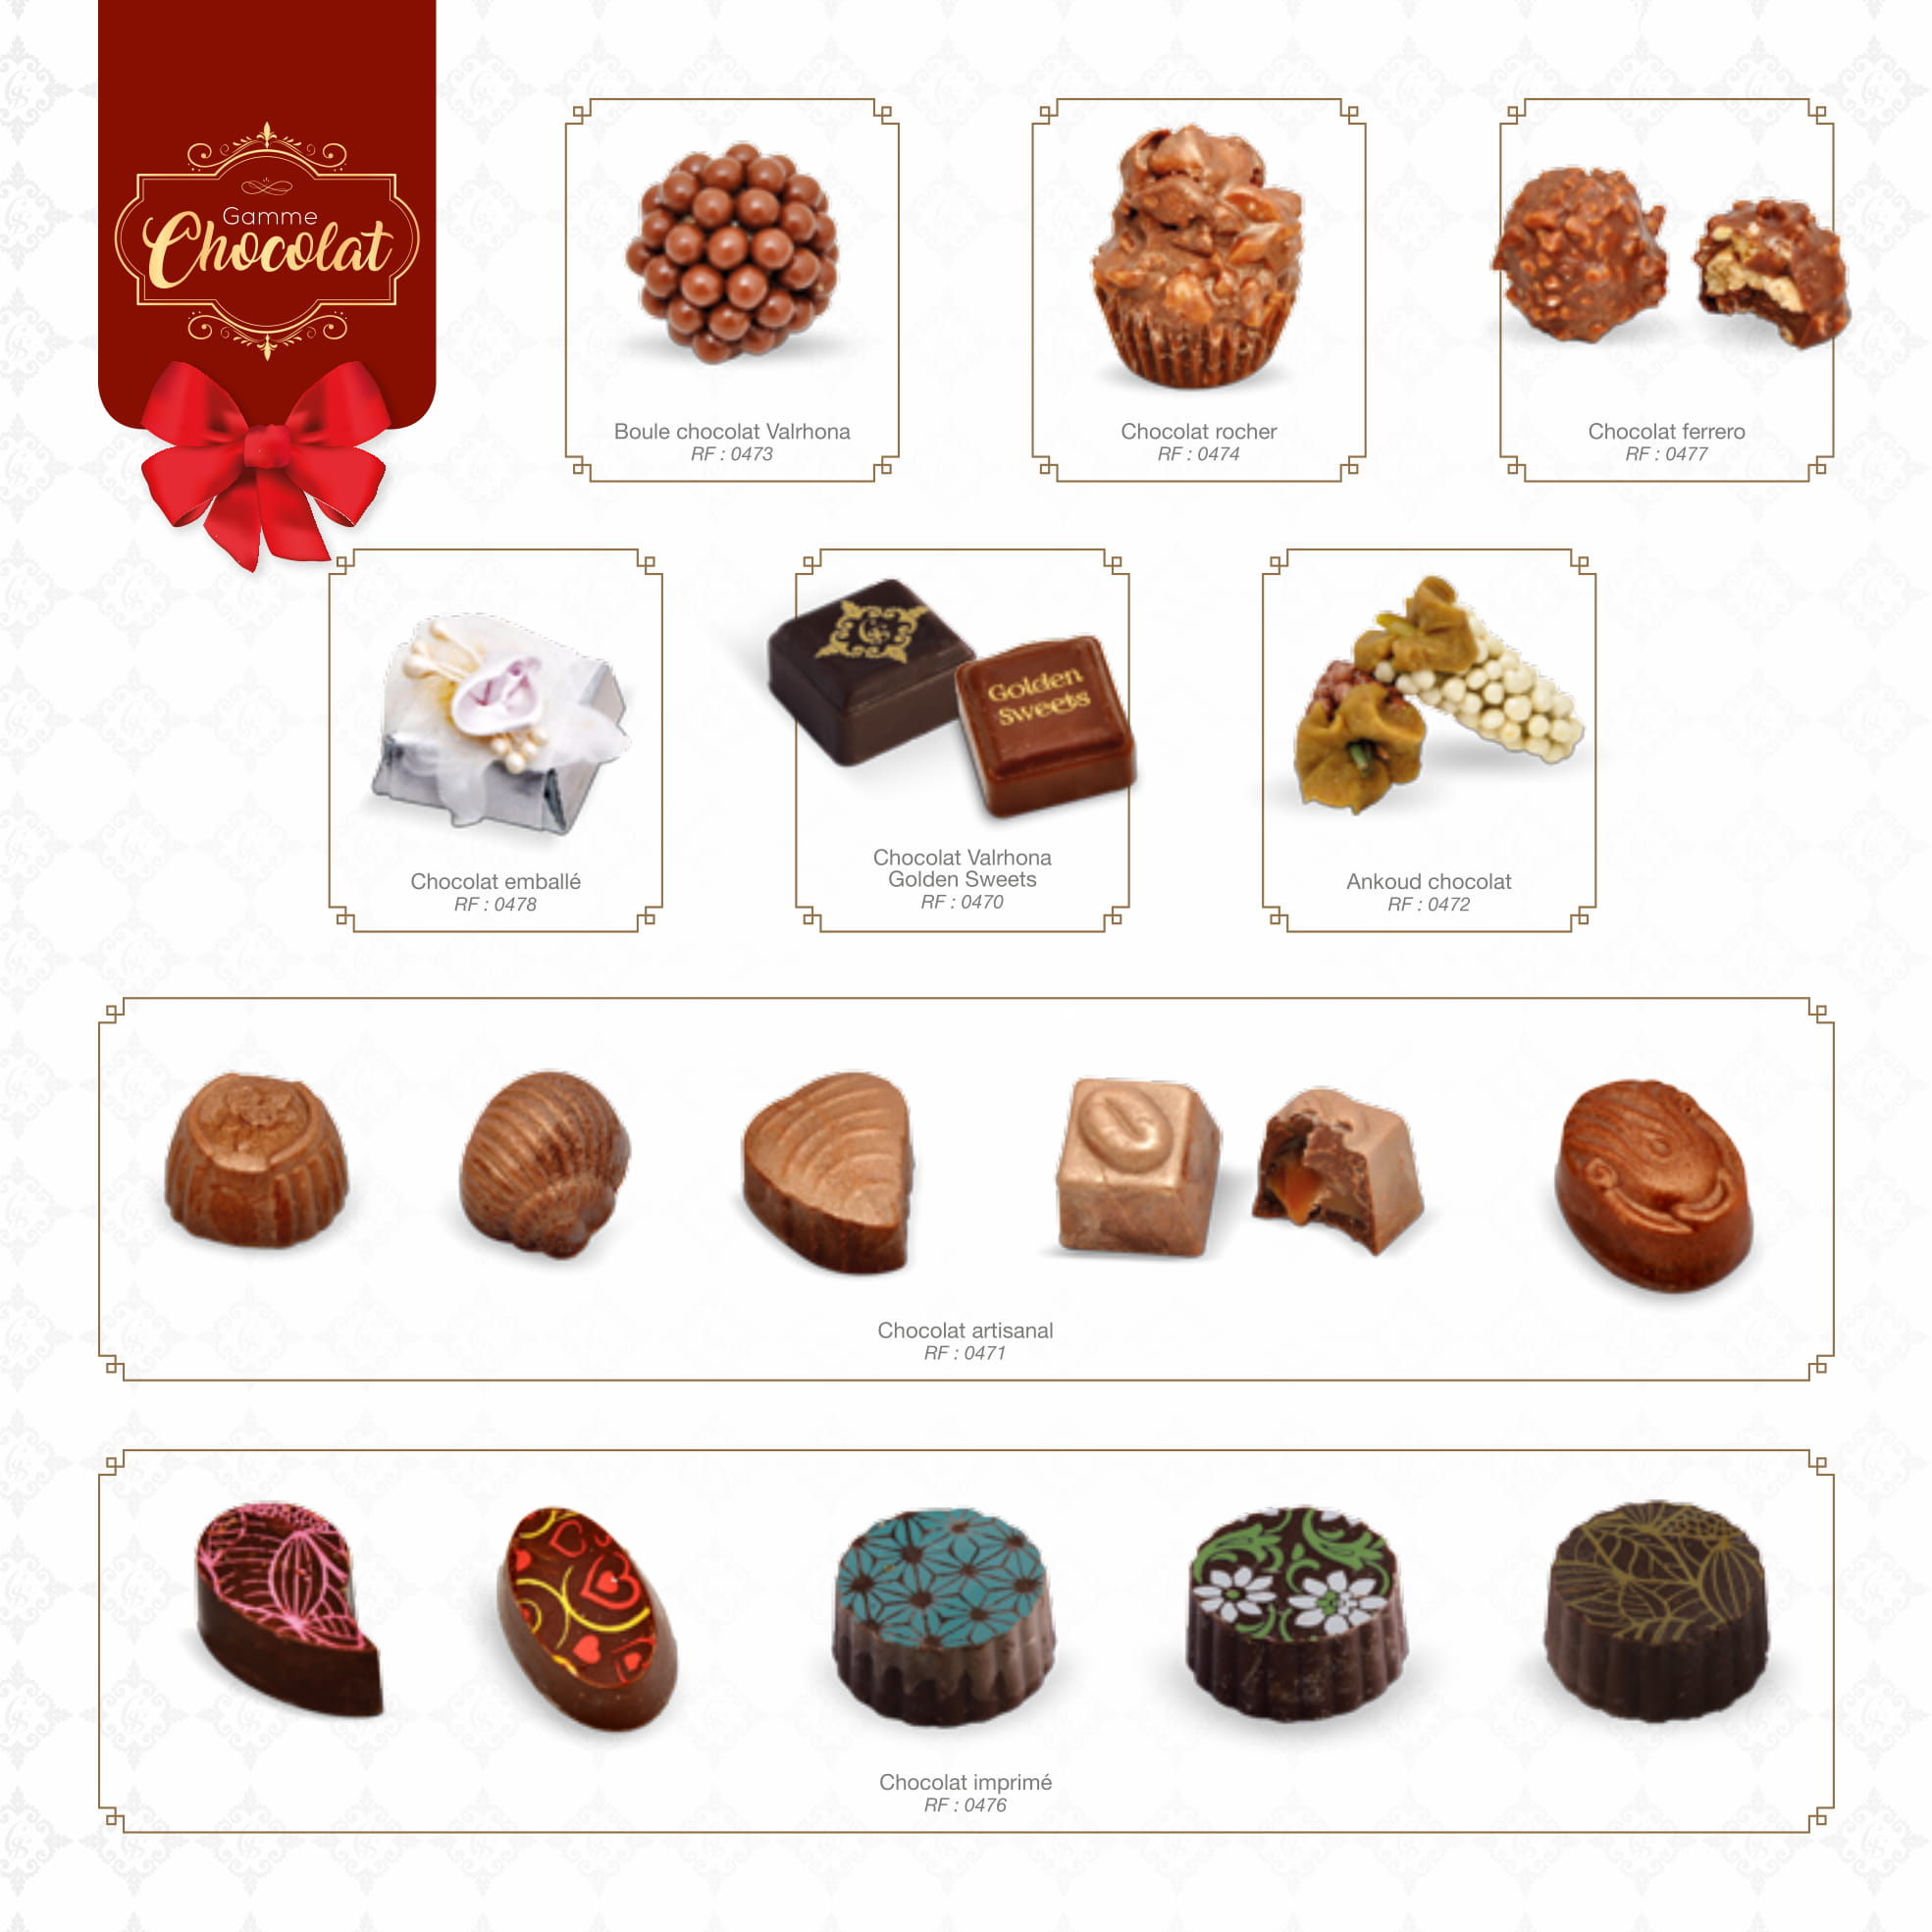 Gamme
Chocolat
Boule chocolat Valrhona
RF : 0473
Chocolat rocher
RF : 0474
Chocolat ferrero
RF : 0477
Chocolat emballé
RF : 0478
Golden
Sweets
Chocolat Valrhona
Golden Sweets
RF : 0470
Ankoud chocolat
RF : 0472
Chocolat artisanal
RF : 0471
Chocolat imprimé
RF : 0476